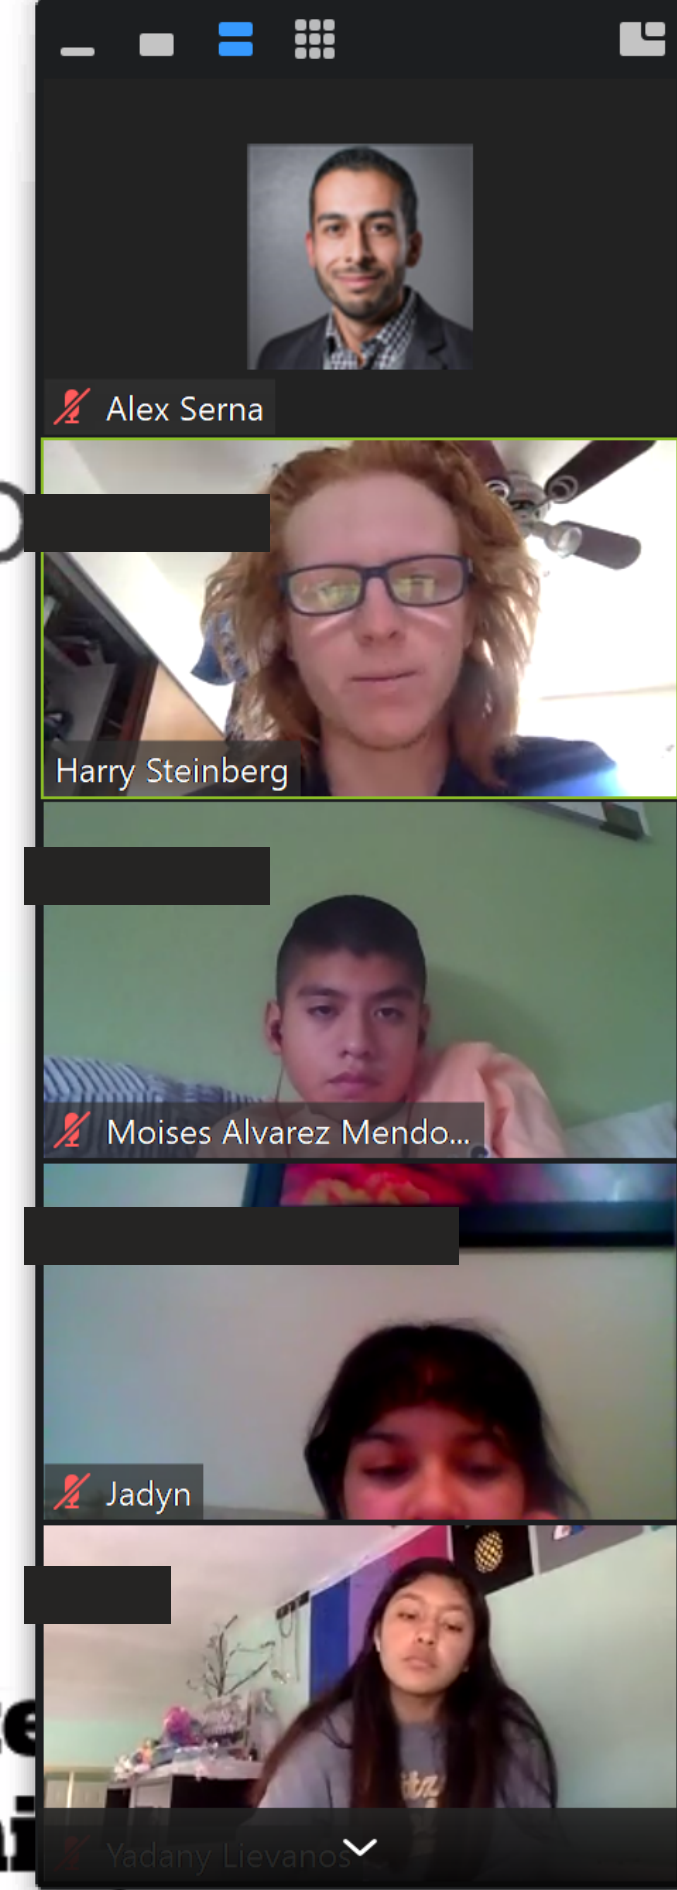 Alex Serna
Harry Steinberg
Moises Alvarez Mendo...
Jadyn
Yadany Lievanos